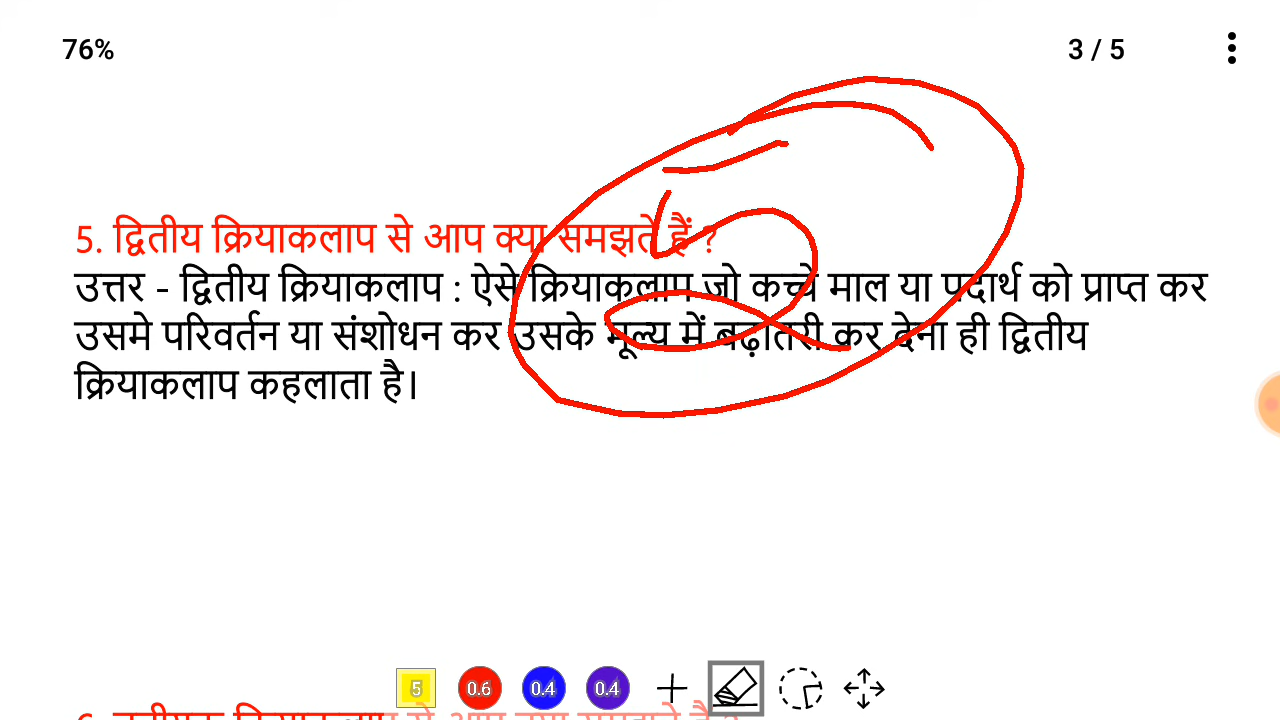 76%
3 / 5
5. द्वितीय क्रियाकलाप से आप क्या समझते हैं ?
उत्तर - द्वितीय क्रियाकलाप : ऐसे क्रियाकलाप जो कच्चे माल या पदार्थ को प्राप्त कर
उसमे परिवर्तन या संशोधन कर उसके मूल्य में बढ़ातरी कर देना ही द्वितीय
क्रियाकलाप कहलाता है।
5
0.6
0.4
0.4